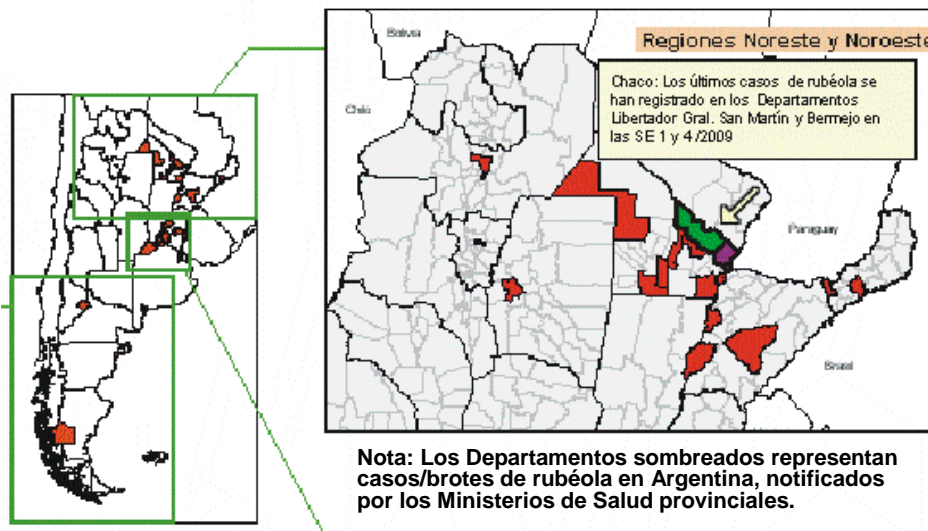 Bolivia
Regiones Noreste y Noroeste
Chaco: Los últimos casos de rubéola se
han registrado en los Departamentos
Libertador Gral. San Martín y Bermejo en
las SE 1 y 4 /2009
Chile
Paraguay
Brasil
Nota: Los Departamentos sombreados representan
casos/brotes de rubéola en Argentina, notificados
por los Ministerios de Salud provinciales.